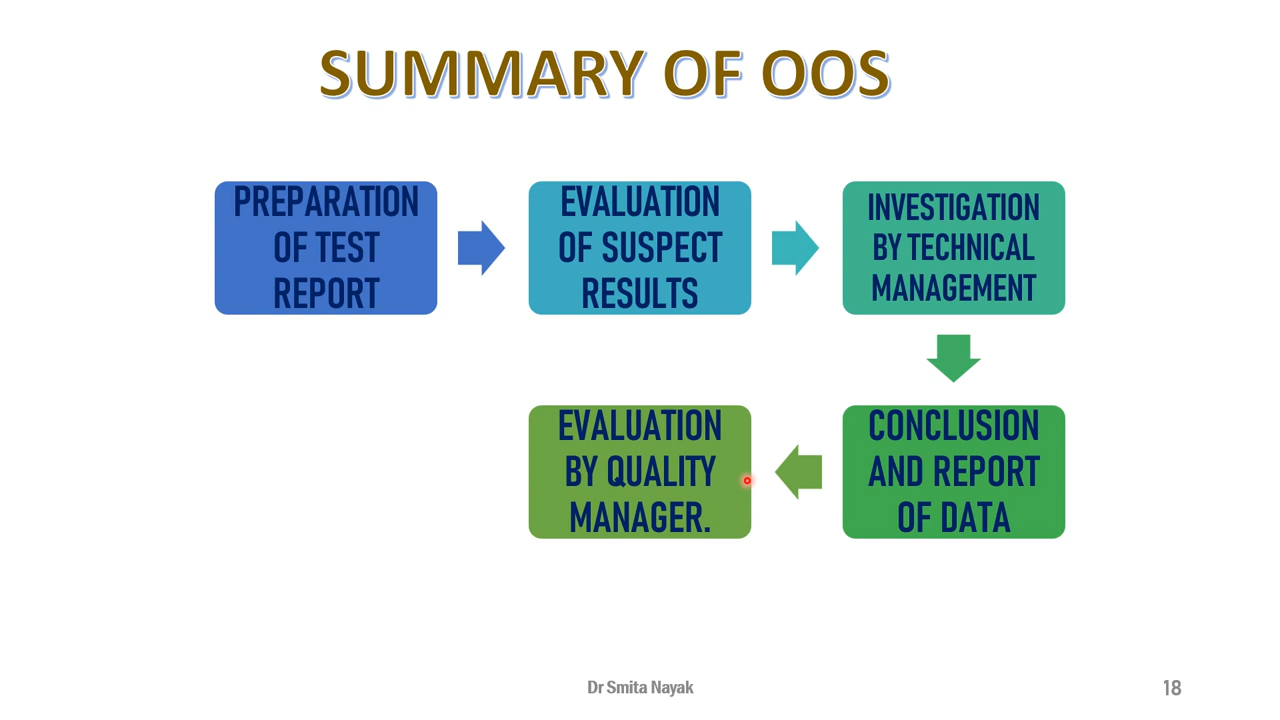 SUMMARY OF OOS
PREPARATION
OF TEST
REPORT
EVALUATION
OF SUSPECT
RESULTS
INVESTIGATION
BY TECHNICAL
MANAGEMENT
CONCLUSION
AND REPORT
OF DATA
EVALUATION
BY QUALITY
MANAGER.
Dr Smita Nayak
18